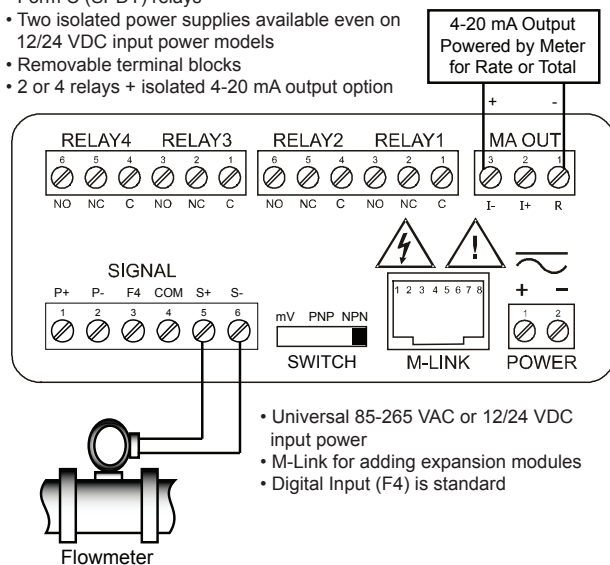 Form C (SPDT) relays
• Two isolated power supplies available even on
12/24 VDC input power models
• Removable terminal blocks
• 2 or 4 relays + isolated 4-20 mA output option
4-20 mA Output
Powered by Meter
for Rate or Total
+ -
RELAY4 RELAY3 RELAY2 RELAY1 MA OUT
6 5 4 3 2 1 6 5 4 3 2 1 3 2 1
NO NC C NO NC C NO NC C NO NC C I- I+ R
SIGNAL
P+ P- F4 COM S+ S-
1 2 3 4 5 6
mV PNP NPN
SWITCH
!
1 2 3 4 5 6 7 8
M-LINK
+ −
1 2
POWER
• Universal 85-265 VAC or 12/24 VDC
input power
• M-Link for adding expansion modules
• Digital Input (F4) is standard
Flowmeter